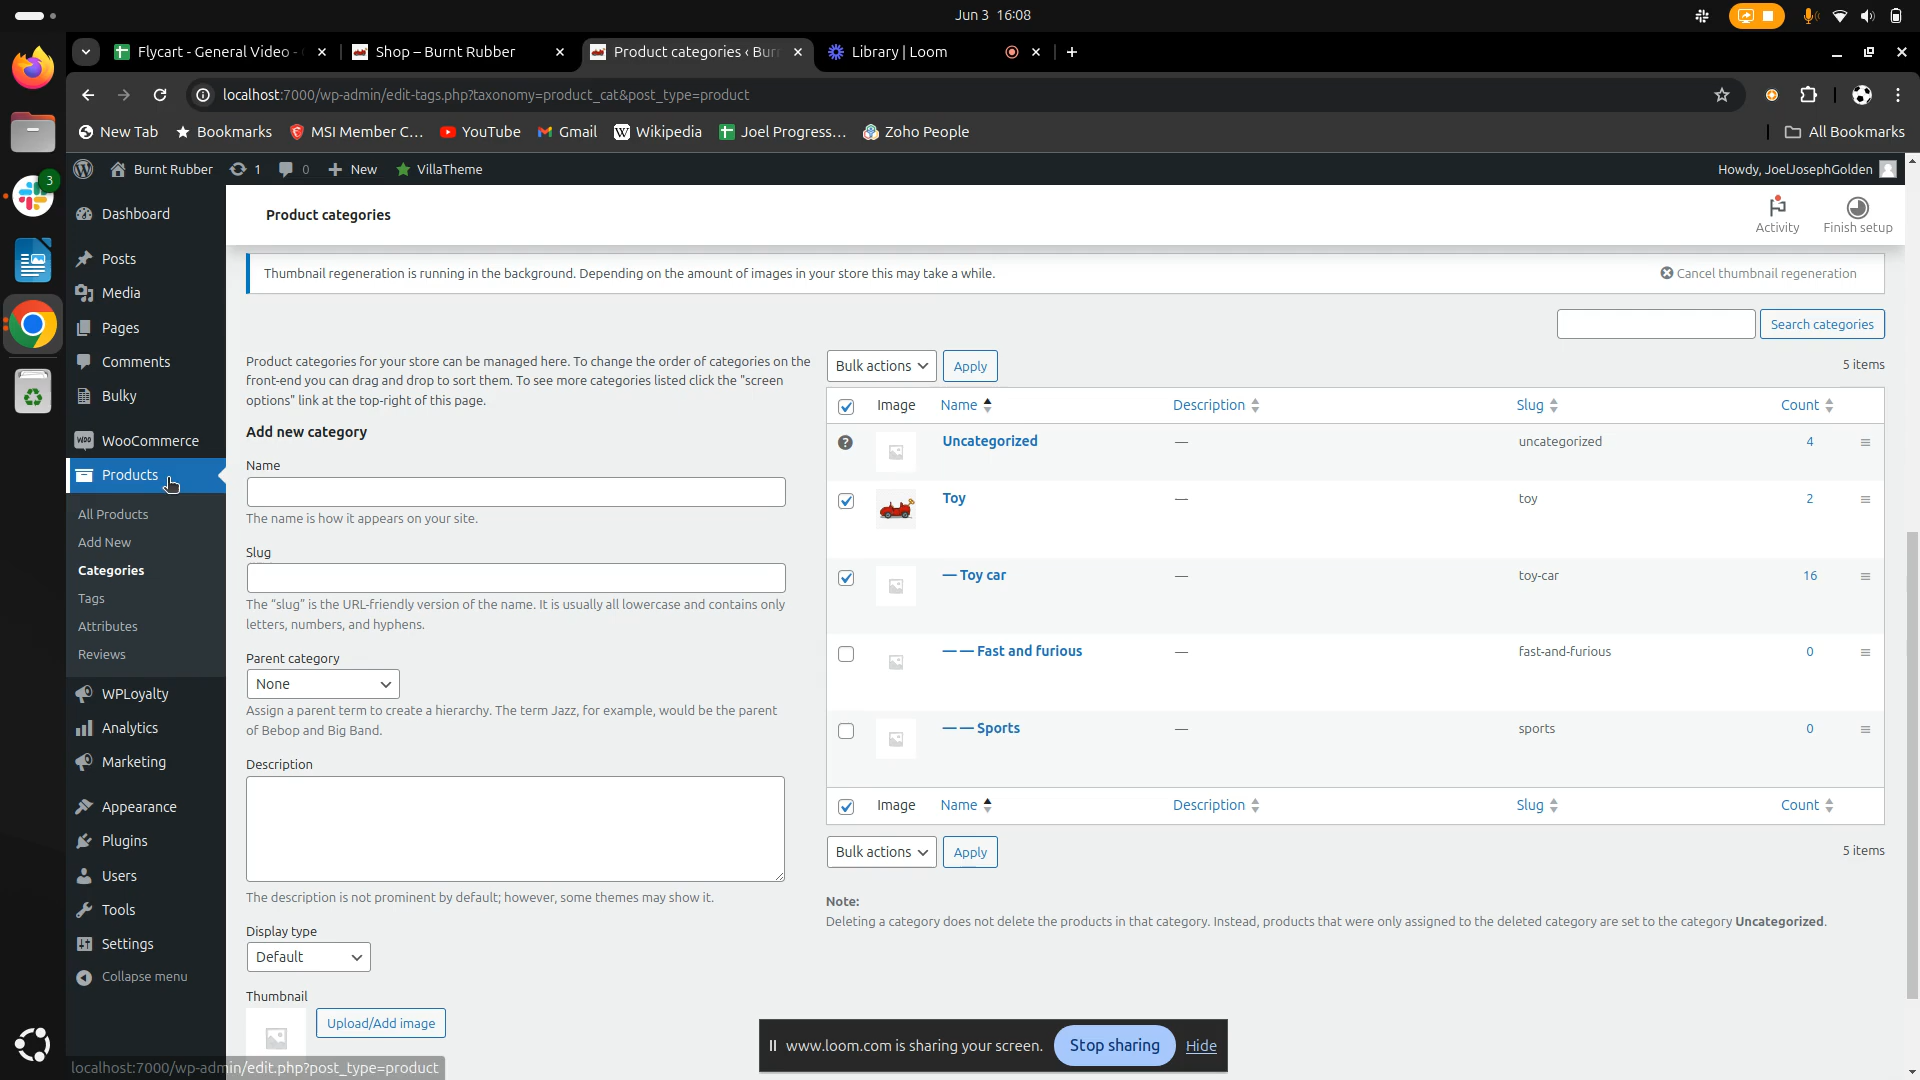 Jun 3 16:08
Flycart - General Video -
Shop – Burnt Rubber
Product categories ‹ Bur
Library | Loom
localhost:7000/wp-admin/edit-tags.php?taxonomy=product_cat&post_type=product
New Tab
Bookmarks
MSI Member C...
YouTube
Gmail
Wikipedia
Joel Progress...
Zoho People
All Bookmarks
3
Burnt Rubber
1
0
New
VillaTheme
Howdy, JoelJosephGolden
Dashboard
Posts
Media
Pages
Comments
Bulky
WooCommerce
Products
All Products
Add New
Categories
Tags
Attributes
Reviews
WPLoyalty
Analytics
Marketing
Appearance
Plugins
Users
Tools
Settings
Collapse menu
localhost:7000/wp-admin/edit.php?post_type=product
Product categories
Activity
Finish setup
Thumbnail regeneration is running in the background. Depending on the amount of images in your store this may take a while.
Cancel thumbnail regeneration
Search categories
Product categories for your store can be managed here. To change the order of categories on the
front-end you can drag and drop to sort them. To see more categories listed click the "screen
options" link at the top-right of this page.
Add new category
Name
The name is how it appears on your site.
Slug
The “slug” is the URL-friendly version of the name. It is usually all lowercase and contains only
letters, numbers, and hyphens.
Parent category
None
Assign a parent term to create a hierarchy. The term Jazz, for example, would be the parent
of Bebop and Big Band.
Description
The description is not prominent by default; however, some themes may show it.
Display type
Default
Thumbnail
Upload/Add image
Bulk actions
Apply
5 items
Image Name Description Slug Count
Uncategorized — uncategorized 4
Toy — toy 2
— Toy car — toy-car 16
— — Fast and furious — fast-and-furious 0
— — Sports — sports 0
Image Name Description Slug Count
Bulk actions
Apply
5 items
Note:
Deleting a category does not delete the products in that category. Instead, products that were only assigned to the deleted category are set to the category Uncategorized.
www.loom.com is sharing your screen.
Stop sharing
Hide